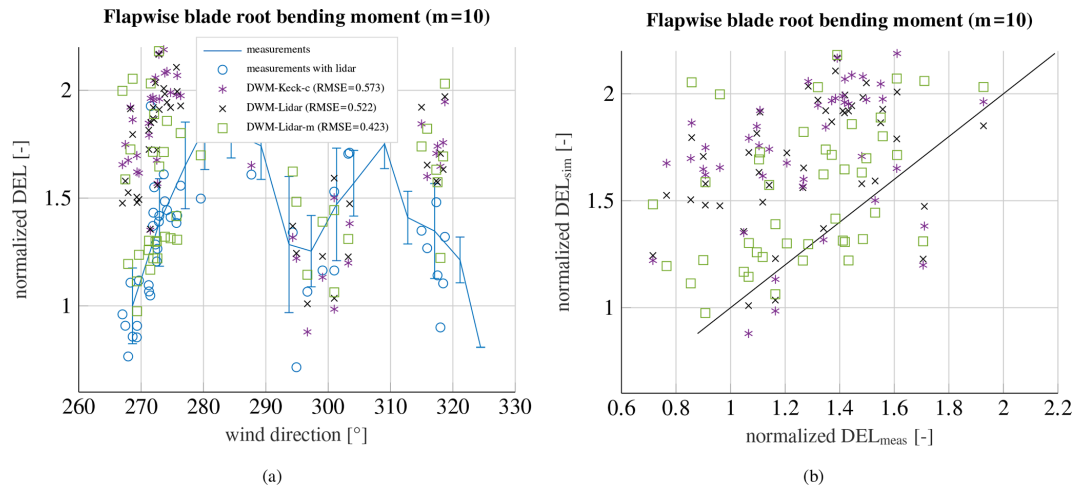 Flapwise blade root bending moment (m=10)
normalized DEL [-]
2
1.5
1
260 270 280 290 300 310 320 330
wind direction [°]
measurements
measurements with lidar
DWM-Keck-c (RMSE=0.573)
DWM-Lidar (RMSE=0.522)
DWM-Lidar-m (RMSE=0.423)
(a)
Flapwise blade root bending moment (m=10)
normalized DELsim [-]
2
1.5
1
0.6 0.8 1 1.2 1.4 1.6 1.8 2 2.2
normalized DELmeas [-]
(b)